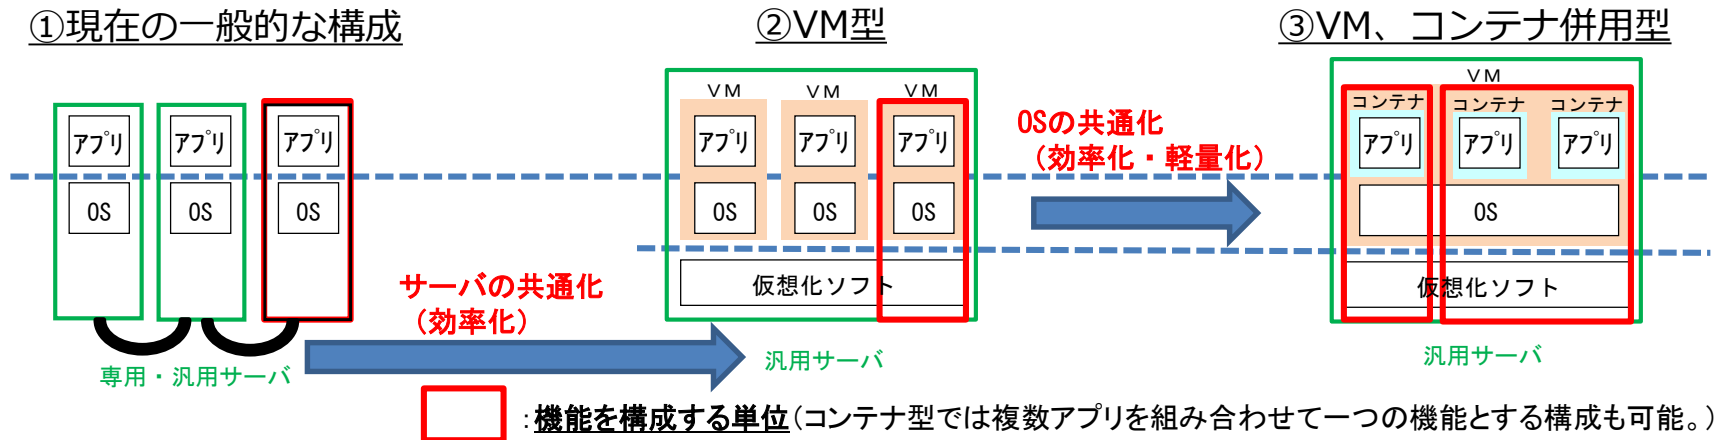 ①現在の一般的な構成
②VM型
③VM、コンテナ併用型
アプリ
アプリ
アプリ
OS
OS
OS
専用・汎用サーバ
サーバの共通化
（効率化）
VM
VM
VM
アプリ
アプリ
アプリ
OS
OS
OS
仮想化ソフト
汎用サーバ
OSの共通化
（効率化・軽量化）
VM
コンテナ
コンテナ
コンテナ
アプリ
アプリ
アプリ
OS
仮想化ソフト
汎用サーバ
：機能を構成する単位(コンテナ型では複数アプリを組み合わせて一つの機能とする構成も可能。)